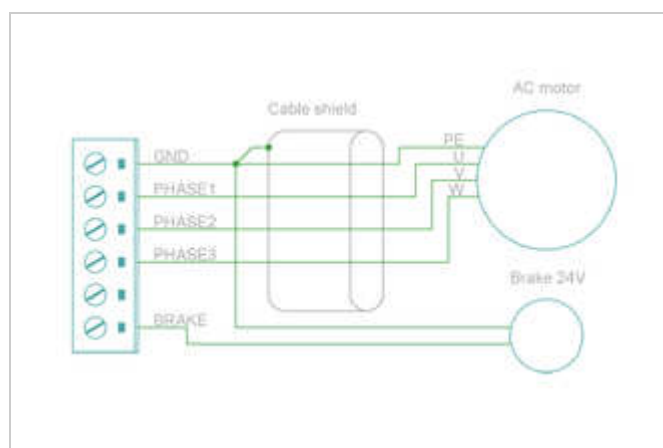 AC motor
Cable shield
PE
GND
U
PHASE1
V
W
PHASE2
PHASE3
Brake 24V
BRAKE